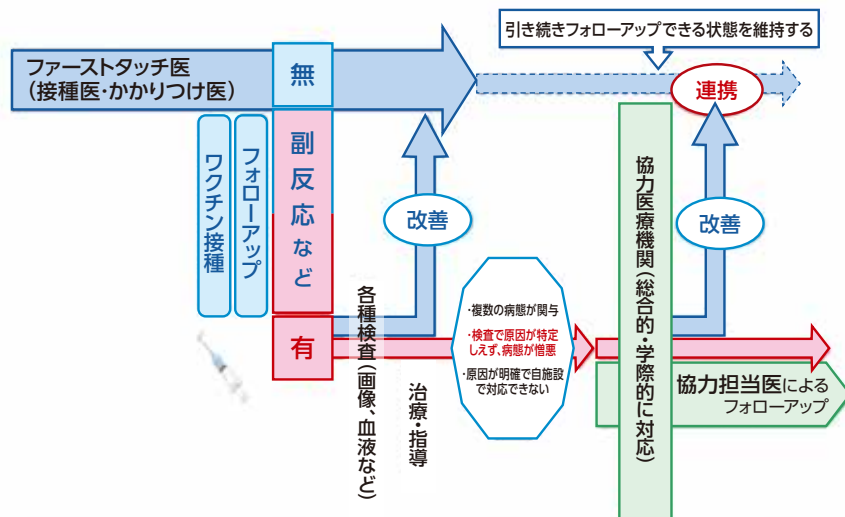 引き続きフォローアップできる状態を維持する
ファーストタッチ医
（接種医・かかりつけ医）
無
連携
ワクチン接種
フォローアップ
副反応など
有
改善
各種検査（画像、血液など）
治療・指導
・複数の病態が関与
・検査で原因が特定
しえず、病態が憎悪
・原因が明確で自施設
で対応できない
協力医療機関（総合的・学際的に対応）
改善
協力担当医による
フォローアップ